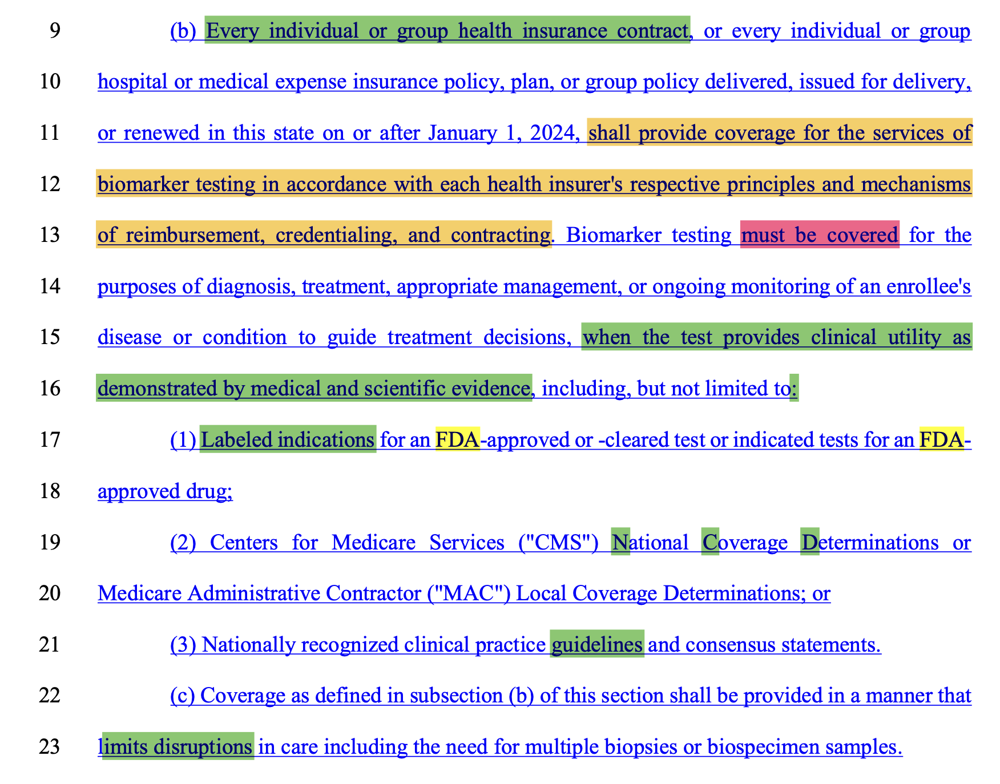 9 (b) Every individual or group health insurance contract, or every individual or group
10 hospital or medical expense insurance policy, plan, or group policy delivered, issued for delivery,
11 or renewed in this state on or after January 1, 2024, shall provide coverage for the services of
12 biomarker testing in accordance with each health insurer's respective principles and mechanisms
13 of reimbursement, credentialing, and contracting. Biomarker testing must be covered for the
14 purposes of diagnosis, treatment, appropriate management, or ongoing monitoring of an enrollee's
15 disease or condition to guide treatment decisions, when the test provides clinical utility as
16 demonstrated by medical and scientific evidence, including, but not limited to:
17 (1) Labeled indications for an FDA-approved or -cleared test or indicated tests for an FDA-
18 approved drug;
19 (2) Centers for Medicare Services ("CMS") National Coverage Determinations or
20 Medicare Administrative Contractor ("MAC") Local Coverage Determinations; or
21 (3) Nationally recognized clinical practice guidelines and consensus statements.
22 (c) Coverage as defined in subsection (b) of this section shall be provided in a manner that
23 limits disruptions in care including the need for multiple biopsies or biospecimen samples.